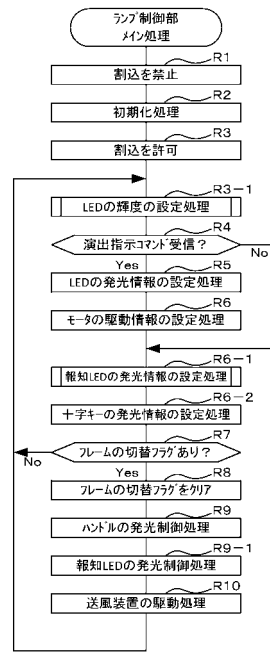 ランプ制御部
メイン処理
R1
割込を禁止
R2
初期化処理
R3
割込を許可
R3-1
LEDの輝度の設定処理
R4
演出指示コマンド受信？
No
Yes
R5
LEDの発光情報の設定処理
R6
モータの駆動情報の設定処理
R6-1
報知LEDの発光情報の設定処理
R6-2
十字キーの発光情報の設定処理
R7
フレームの切替フラグあり？
No
Yes
R8
フレームの切替フラグをクリア
R9
ハンドルの発光制御処理
R9-1
報知LEDの発光制御処理
R10
送風装置の駆動処理